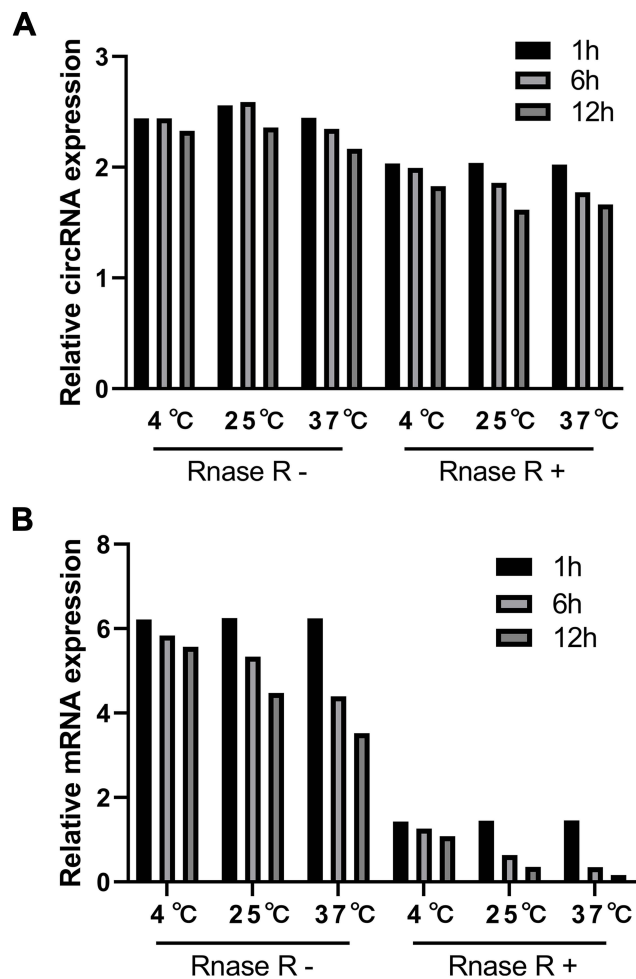 A
Relative circRNA expression
3
2
1
0
1h
6h
12h
4 ℃ 25℃ 37℃ 4 ℃ 25℃ 37℃
Rnase R - Rnase R +
B
Relative mRNA expression
8
6
4
2
0
1h
6h
12h
4 ℃ 25℃ 37℃ 4 ℃ 25℃ 37℃
Rnase R - Rnase R +